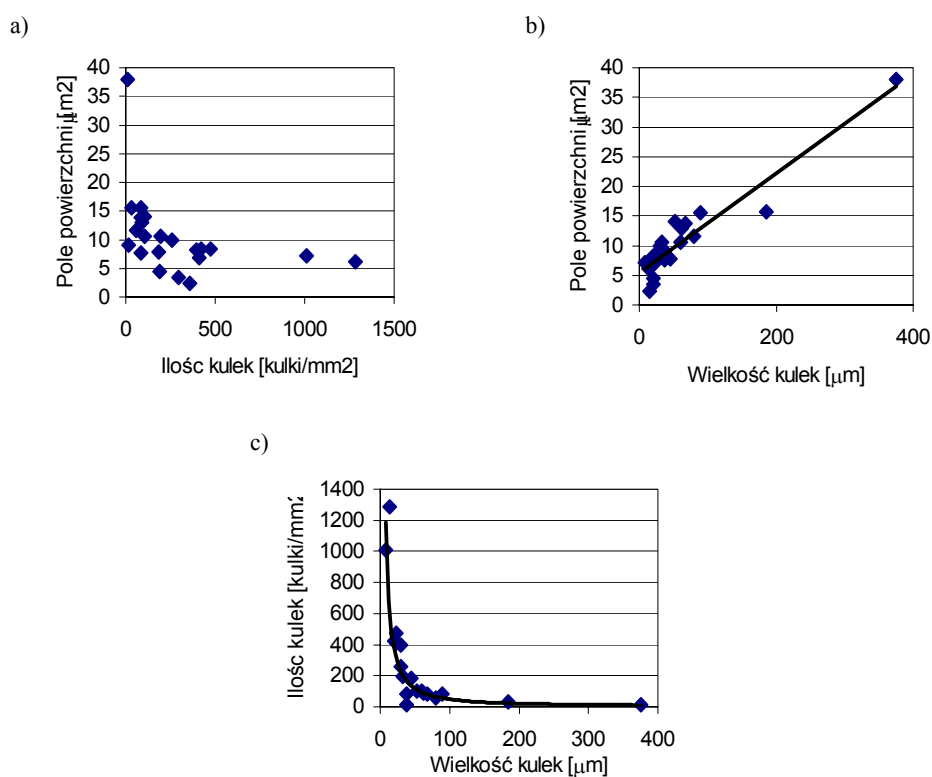 a)
Pole powierzchni[μm2]
40
35
30
25
20
15
10
5
0
0 500 1000 1500
Ilośc kulek [kulki/mm2]
b)
Pole powierzchni[μm2]
40
35
30
25
20
15
10
5
0
0 200 400
Wielkość kulek [μm]
c)
Ilośc kulek [kulki/mm2
1400
1200
1000
800
600
400
200
0
0 100 200 300 400
Wielkość kulek [μm]